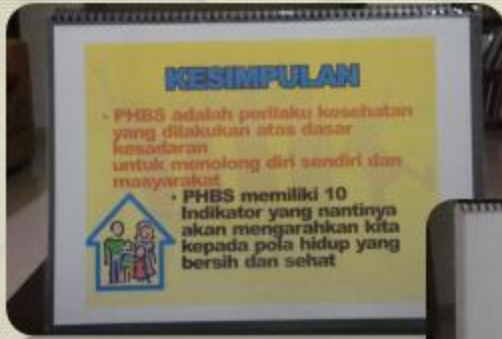 KESIMPULAN
• PHBS adalah perilaku kesehatan
yang dilakukan atas dasar
kesadaran
untuk menolong diri sendiri dan
masyarakat
• PHBS memiliki 10
Indikator yang nantinya
akan mengarahkan kita
kepada pola hidup yang
bersih dan sehat